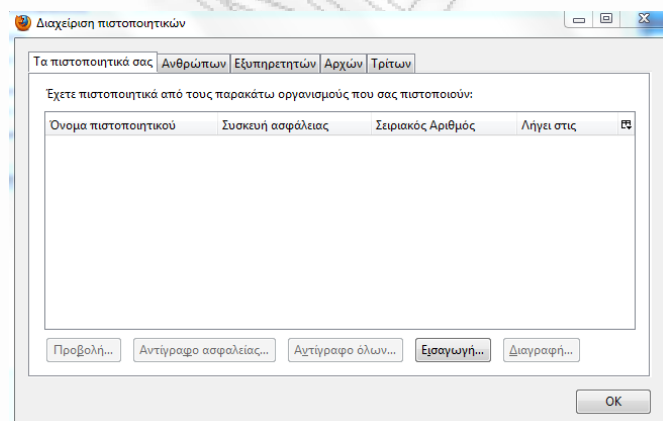 Διαχείριση πιστοποιητικών
Τα πιστοποιητικά σας Ανθρώπων Εξυπηρετητών Αρχών Τρίτων
Έχετε πιστοποιητικά από τους παρακάτω οργανισμούς που σας πιστοποιούν:
Όνομα πιστοποιητικού Συσκευή ασφάλειας Σειριακός Αριθμός Λήγει στις
Προβολή... Αντίγραφο ασφαλείας... Αντίγραφο όλων... Εισαγωγή... Διαγραφή...
OK